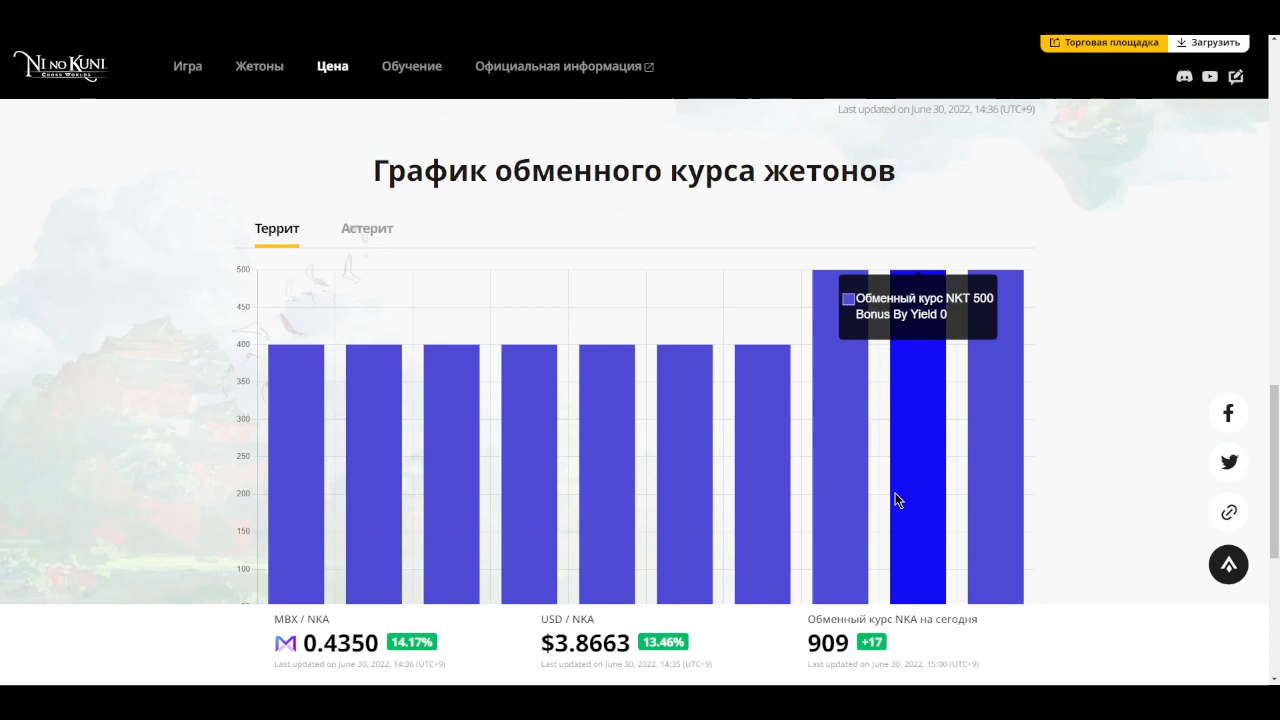 Торговая площадка
Загрузить
Ni no Kuni
Cross Worlds
Игра
Жетоны
Цена
Обучение
Официальная информация
Last updated on June 30, 2022, 14:36 (UTC+9)
График обменного курса жетонов
Террит
Астерит
500
450
400
350
300
250
200
150
100
Обменный курс NKT 500
Bonus By Yield 0
MBX / NKA
0.4350 14.17%
Last updated on June 30, 2022, 14:36 (UTC+9)
USD / NKA
$3.8663 13.46%
Last updated on June 30, 2022, 14:35 (UTC+9)
Обменный курс NKA на сегодня
909 +17
Last updated on June 30, 2022, 15:00 (UTC+9)